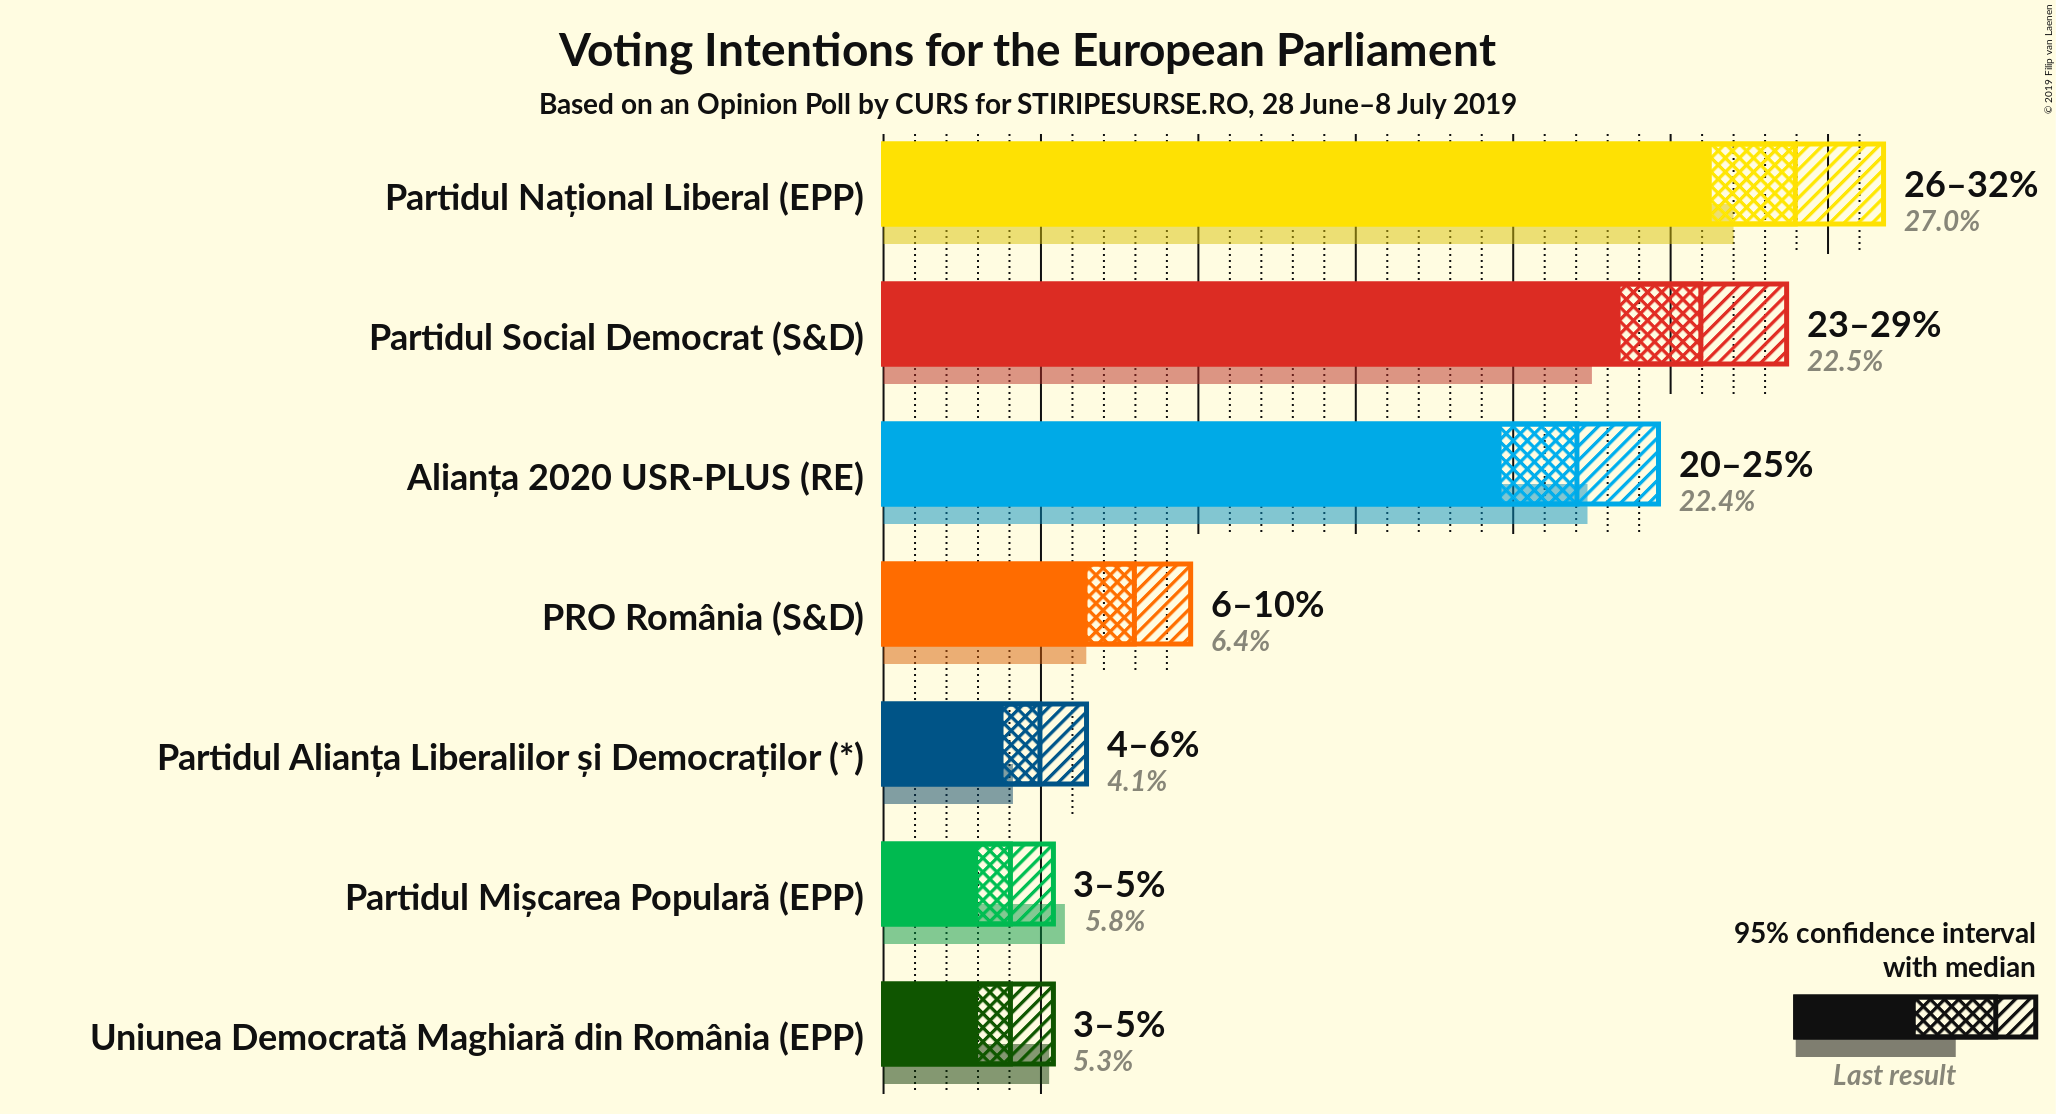 Voting Intentions for the European Parliament
Based on an Opinion Poll by CURS for STIRIPESURSE.RO, 28 June–8 July 2019
© 2019 Filip van Laenen
Partidul Național Liberal (EPP)
26–32%
27.0%
Partidul Social Democrat (S&D)
23–29%
22.5%
Alianța 2020 USR-PLUS (RE)
20–25%
22.4%
PRO România (S&D)
6–10%
6.4%
Partidul Alianța Liberalilor și Democraților (*)
4–6%
4.1%
Partidul Mișcarea Populară (EPP)
3–5%
5.8%
Uniunea Democrată Maghiară din România (EPP)
3–5%
5.3%
95% confidence interval
with median
Last result